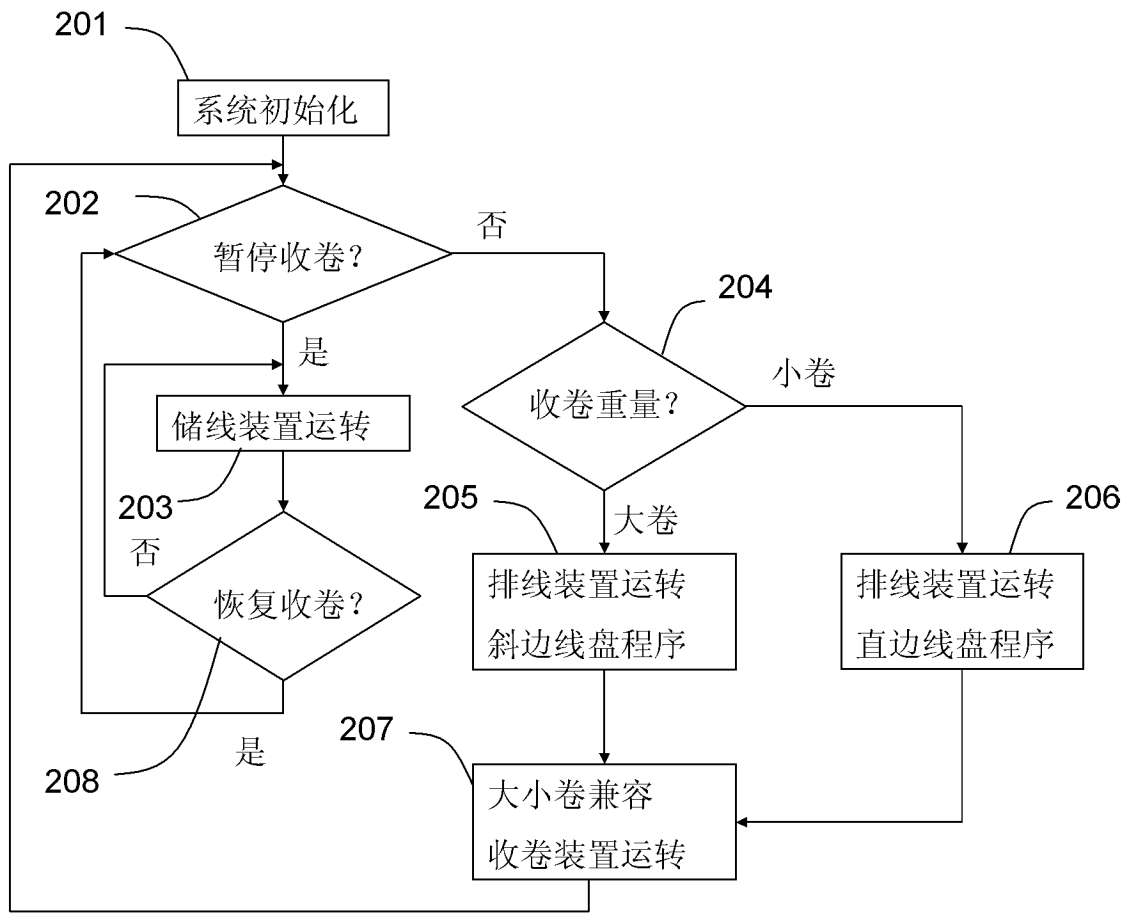 201
系统初始化
202
暂停收卷？
否
204
是
收卷重量？
小卷
储线装置运转
203
205
大卷
206
否
恢复收卷？
排线装置运转
斜边线盘程序
排线装置运转
直边线盘程序
207
是
208
大小卷兼容
收卷装置运转